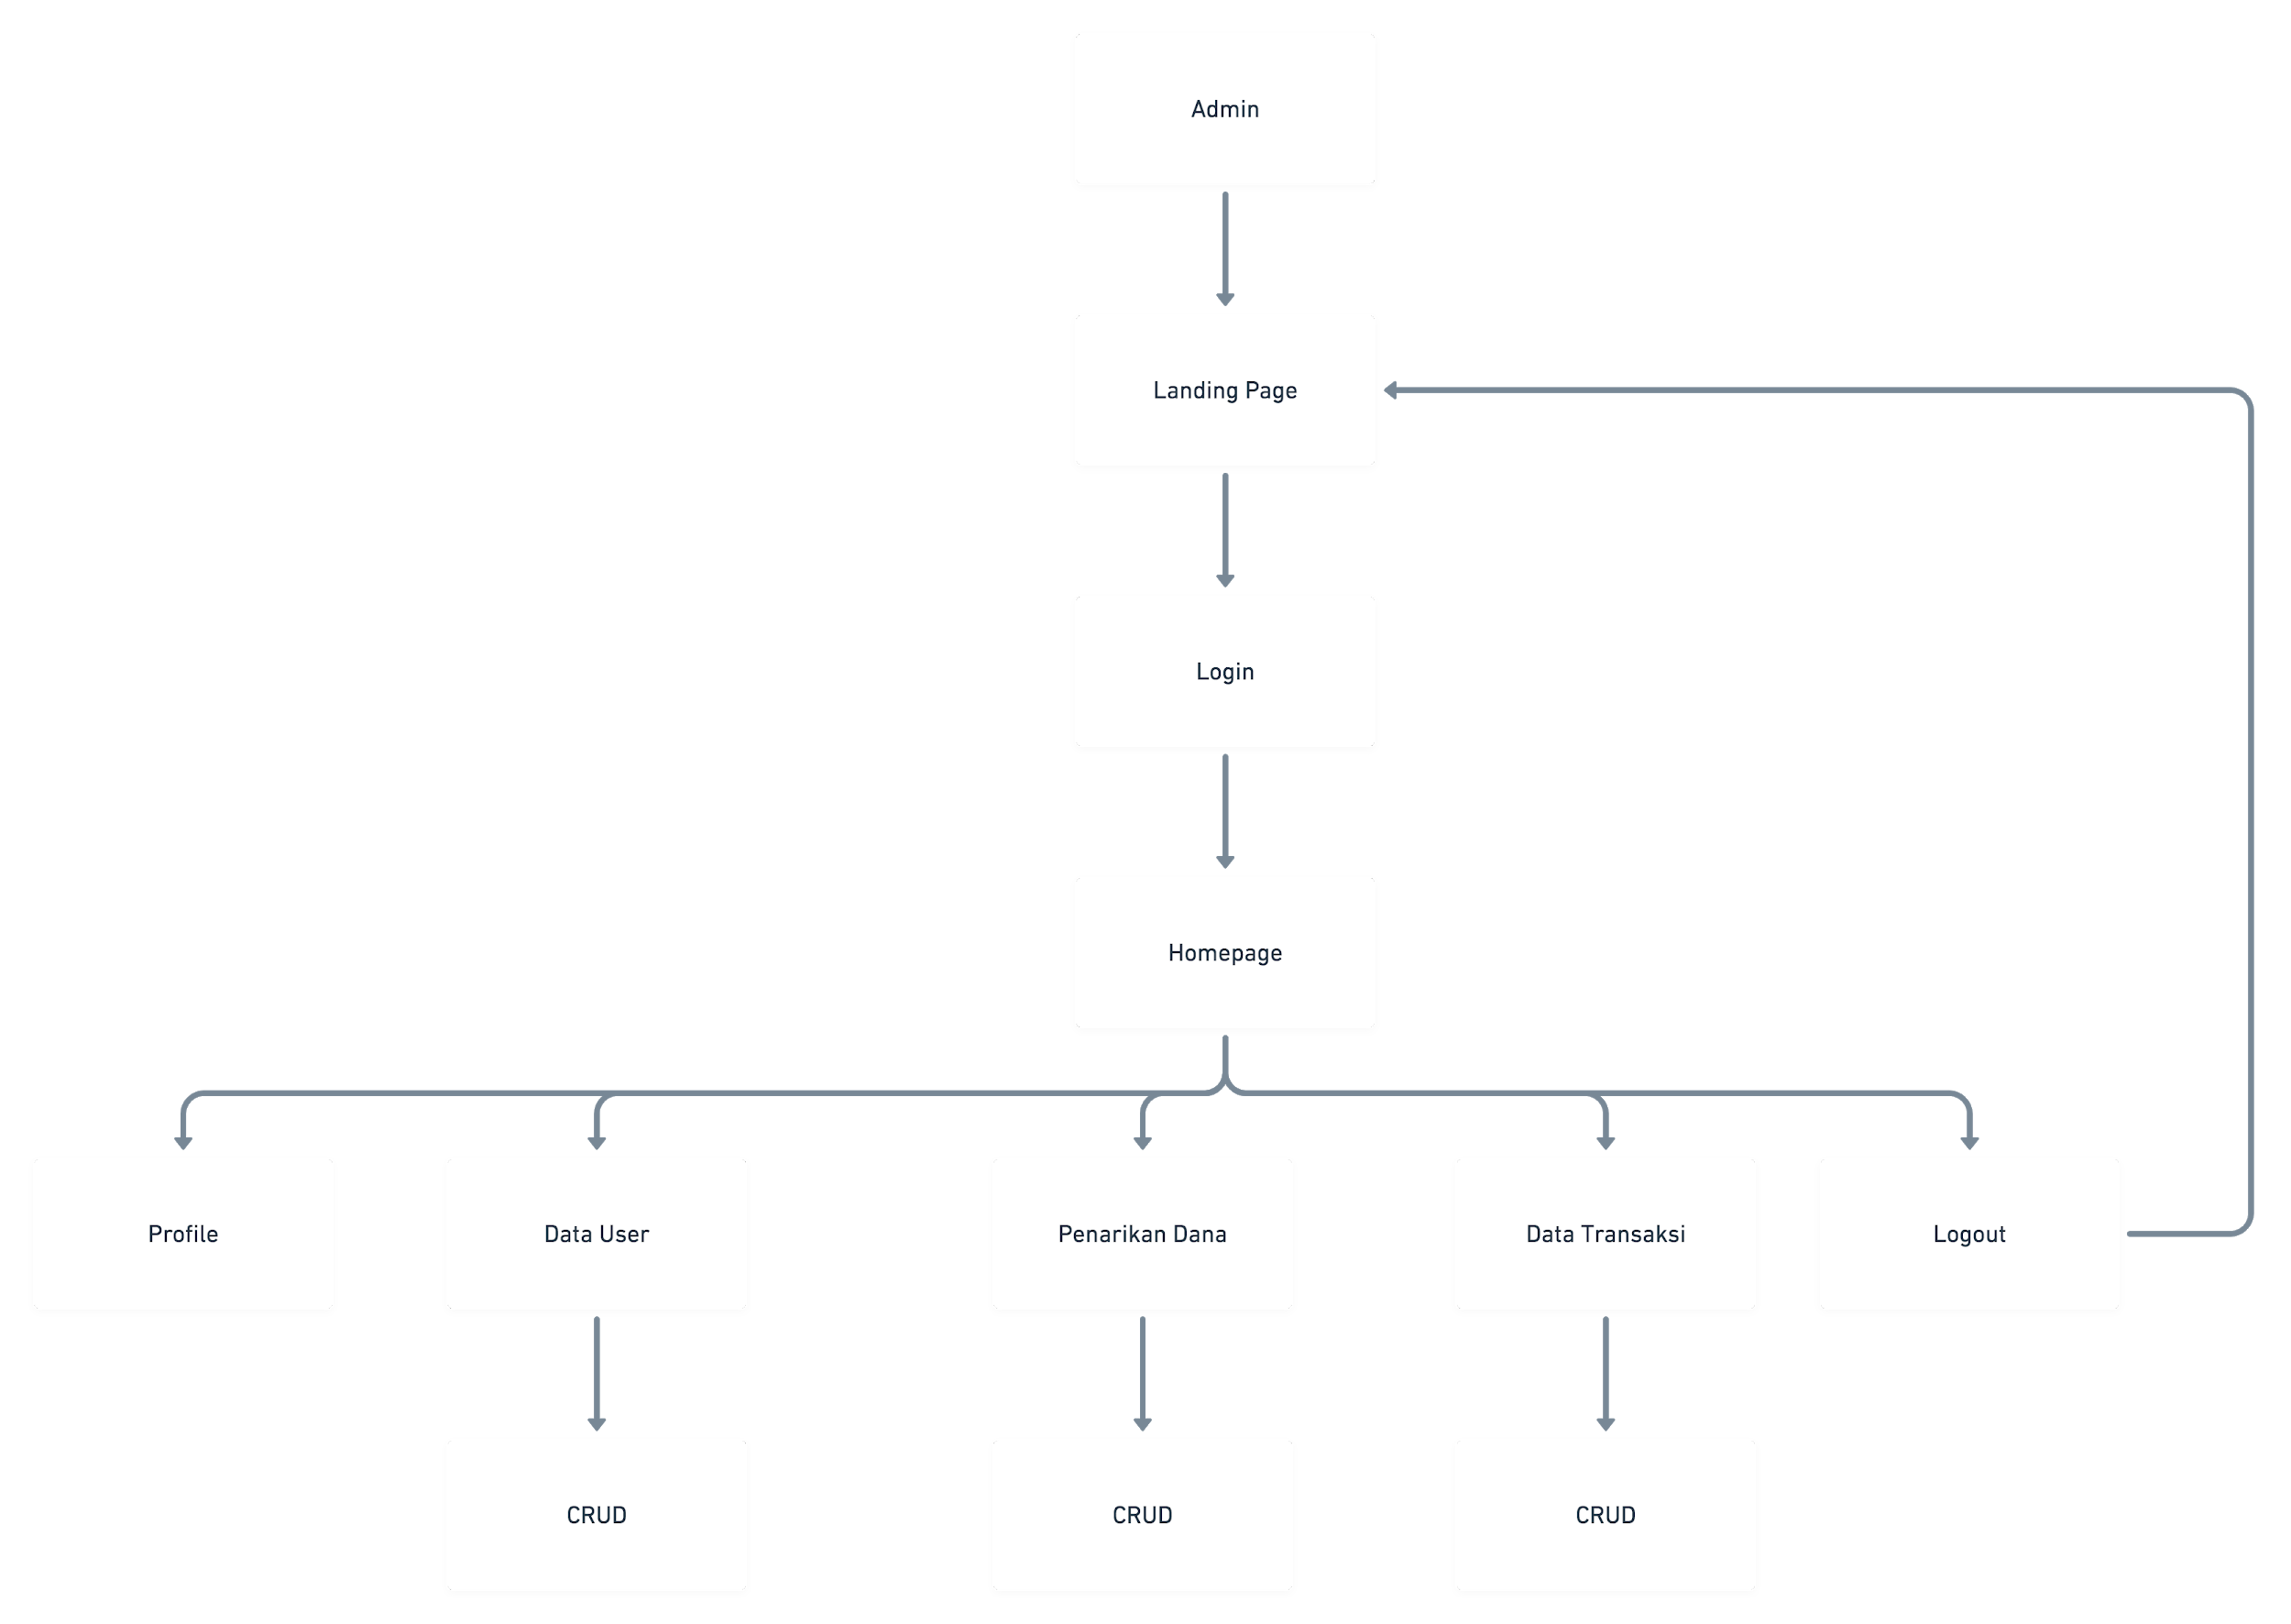 Admin
Landing Page
Login
Homepage
Profile
Data User
Penarikan Dana
Data Transaksi
Logout
CRUD
CRUD
CRUD